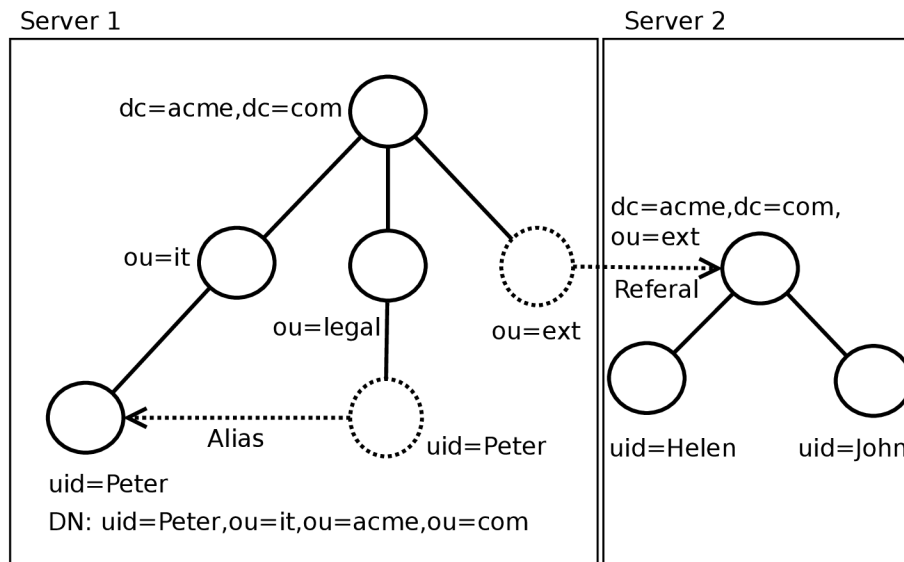 Server 1
Server 2
dc=acme,dc=com
dc=acme,dc=com,
ou=ext
ou=it
Referal
ou=legal
ou=ext
Alias
uid=Peter
uid=Helen
uid=John
uid=Peter
DN: uid=Peter,ou=it,ou=acme,ou=com